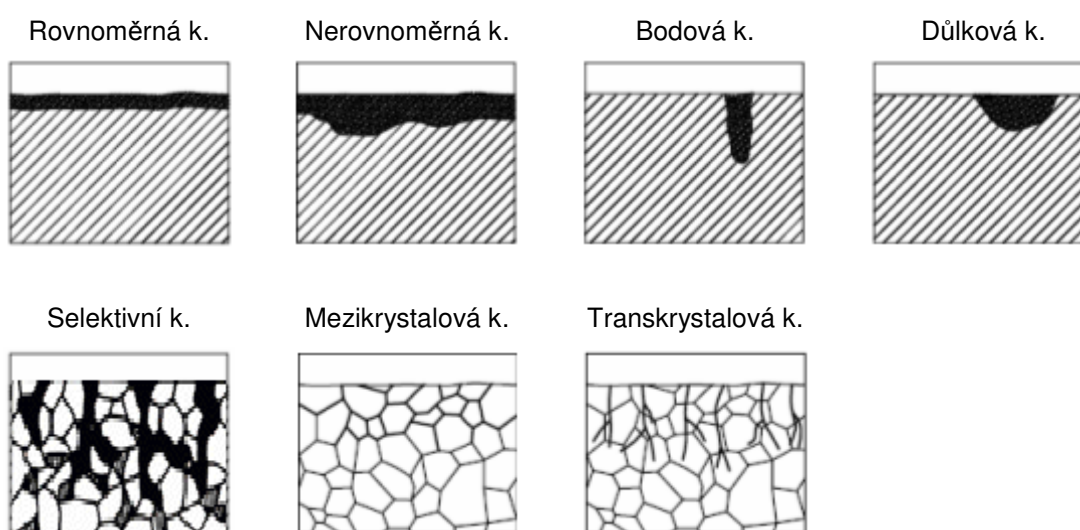 Rovnoměrná k.
Nerovnoměrná k.
Bodová k.
Důlková k.
Selektivní k.
Mezikrystalová k.
Transkrystalová k.